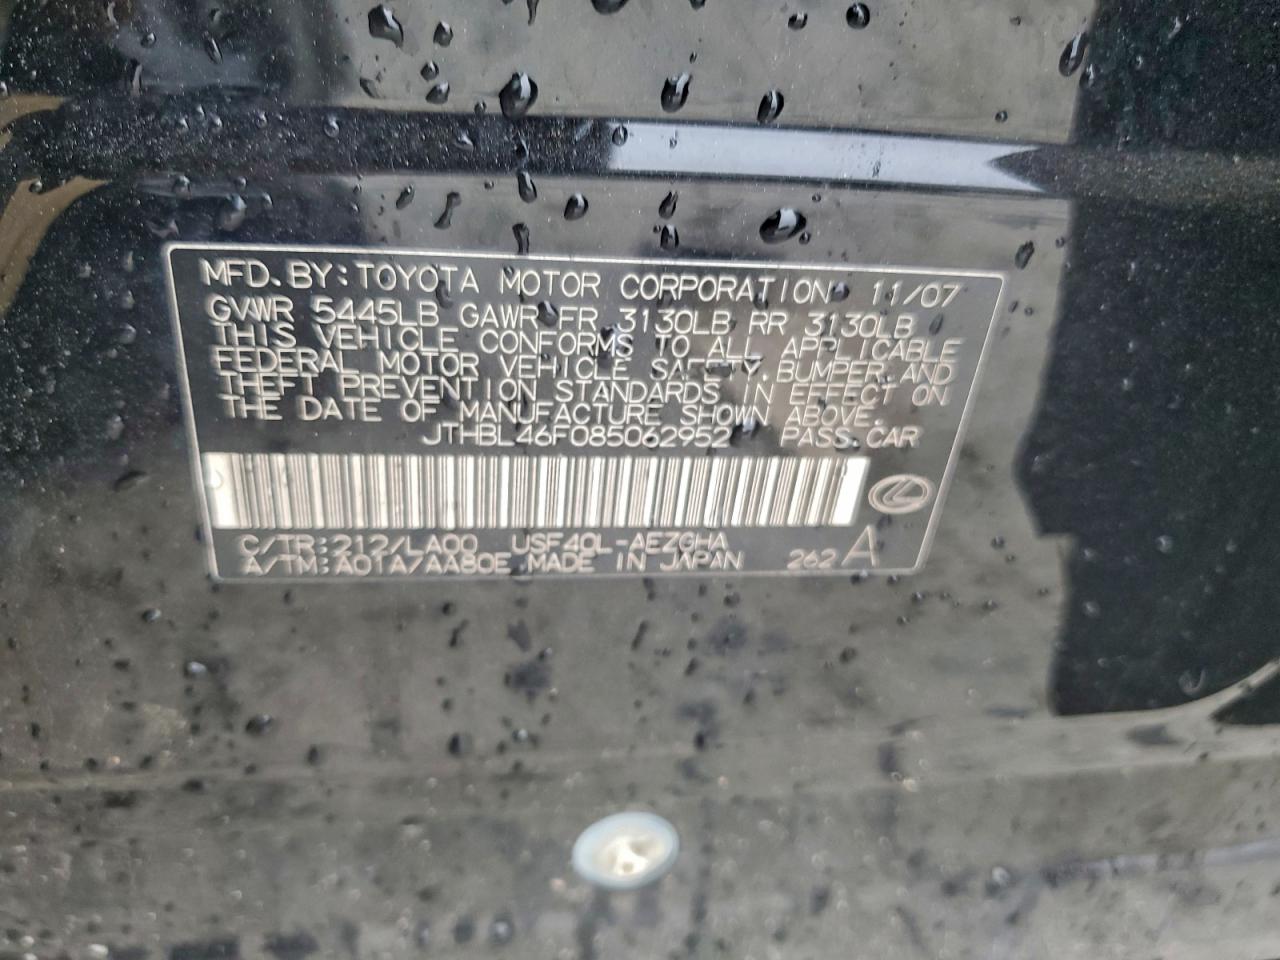 MFD.BY:TOYOTA MOTOR CORPORATION 11/07
GVWR 5445LB GAWR FR 3130LB RR 3130LB
THIS VEHICLE CONFORMS TO ALL APPLICABLE
FEDERAL MOTOR VEHICLE SAFETY,BUMPER,AND
THEFT PREVENTION STANDARDS IN EFFECT ON
THE DATE OF MANUFACTURE SHOWN ABOVE.
JTHBL46F085062952 PASS.CAR
C/TR:212/LA00 USF40L-AEZGHA
A/TM:A01A/AA80E MADE IN JAPAN 262 A